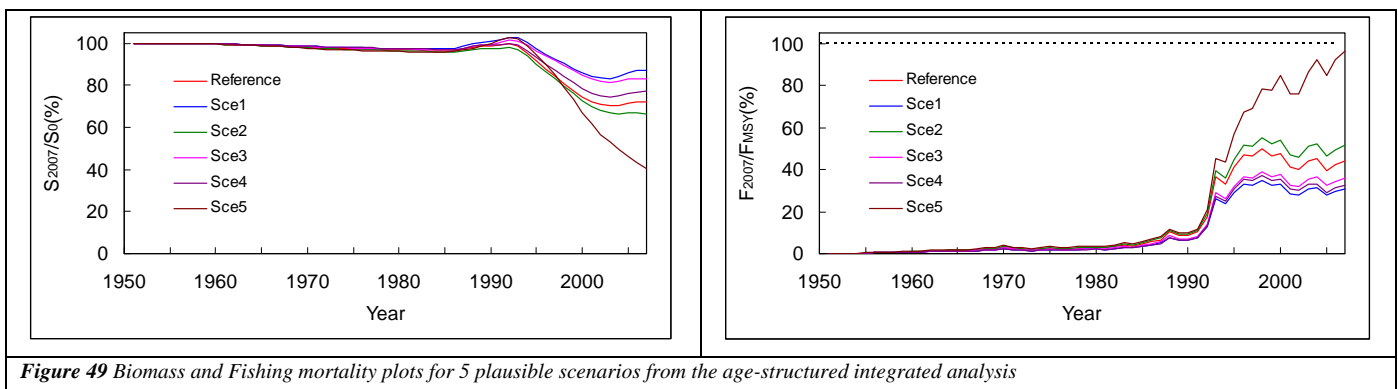 100
80
60
40
20
0
S2007/S0(%)
Reference
Sce1
Sce2
Sce3
Sce4
Sce5
1950 1960 1970 1980 1990 2000
Year
100
80
60
40
20
0
F2007/FMSY(%)
Reference
Sce1
Sce2
Sce3
Sce4
Sce5
1950 1960 1970 1980 1990 2000
Year
Figure 49 Biomass and Fishing mortality plots for 5 plausible scenarios from the age-structured integrated analysis